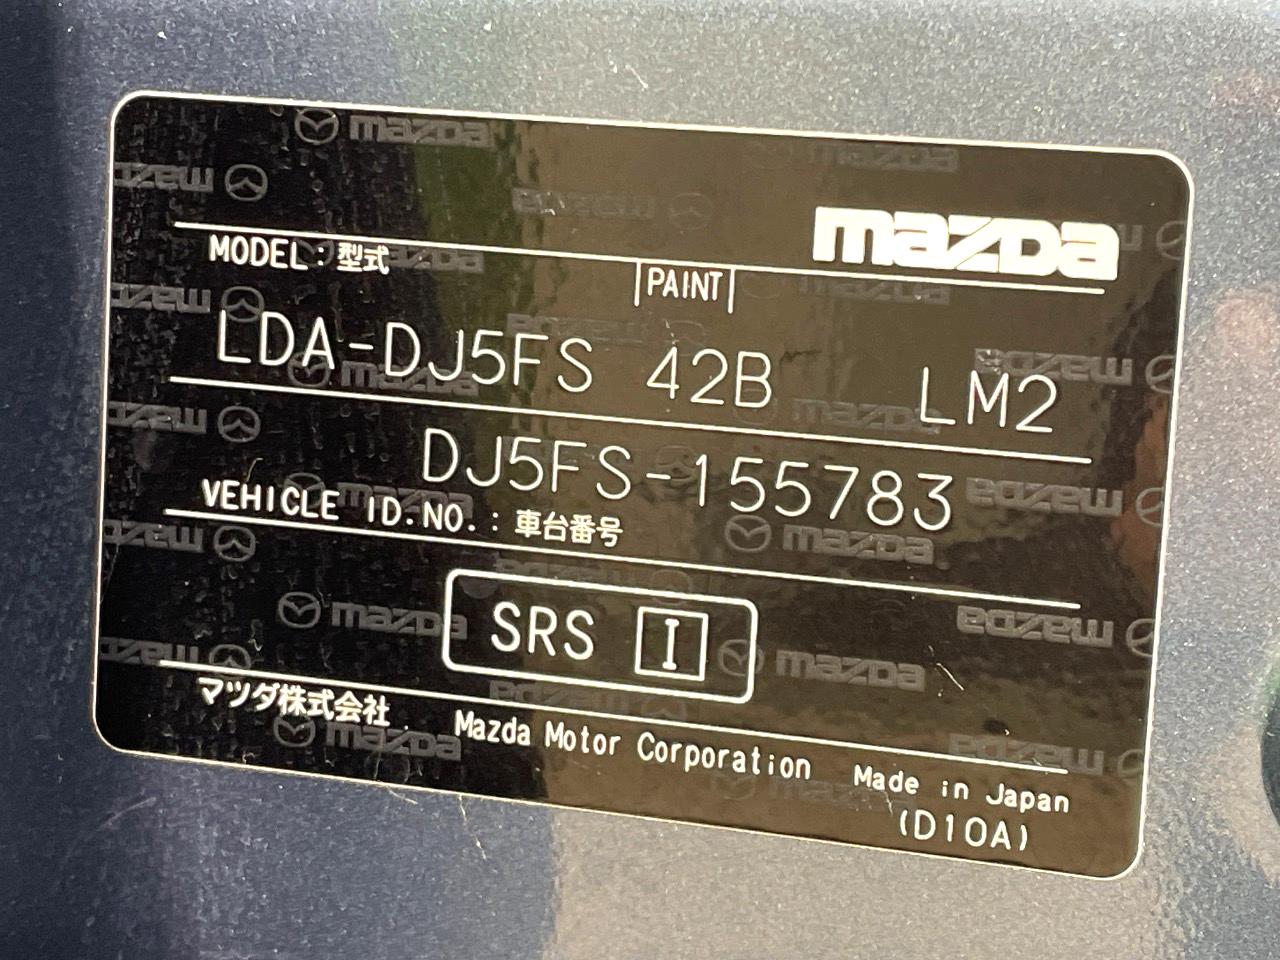 mazda
MODEL:型式
PAINT
LDA-DJ5FS 42B LM2
DJ5FS-155783
VEHICLE ID.NO.:車台番号
SRS I
マツダ株式会社 Mazda Motor Corporation Made in Japan
(D10A)